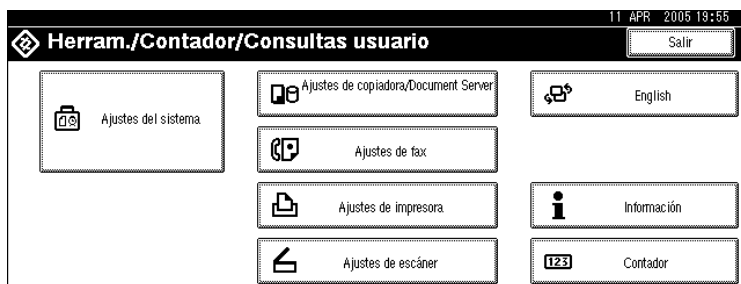 11 APR 2005 19:55
Herram./Contador/Consultas usuario
Salir
Ajustes del sistema
Ajustes de copiadora/Document Server
English
Ajustes de fax
Ajustes de impresora
Información
Ajustes de escáner
123
Contador